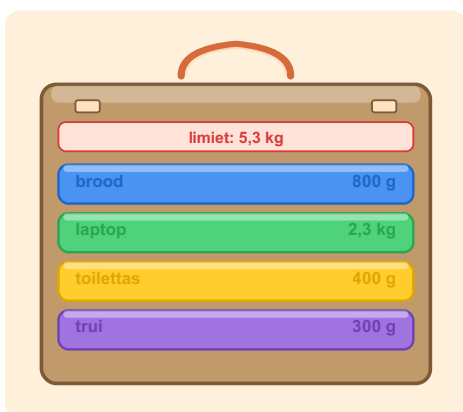 limiet: 5,3 kg
brood 800 g
laptop 2,3 kg
toilettas 400 g
trui 300 g